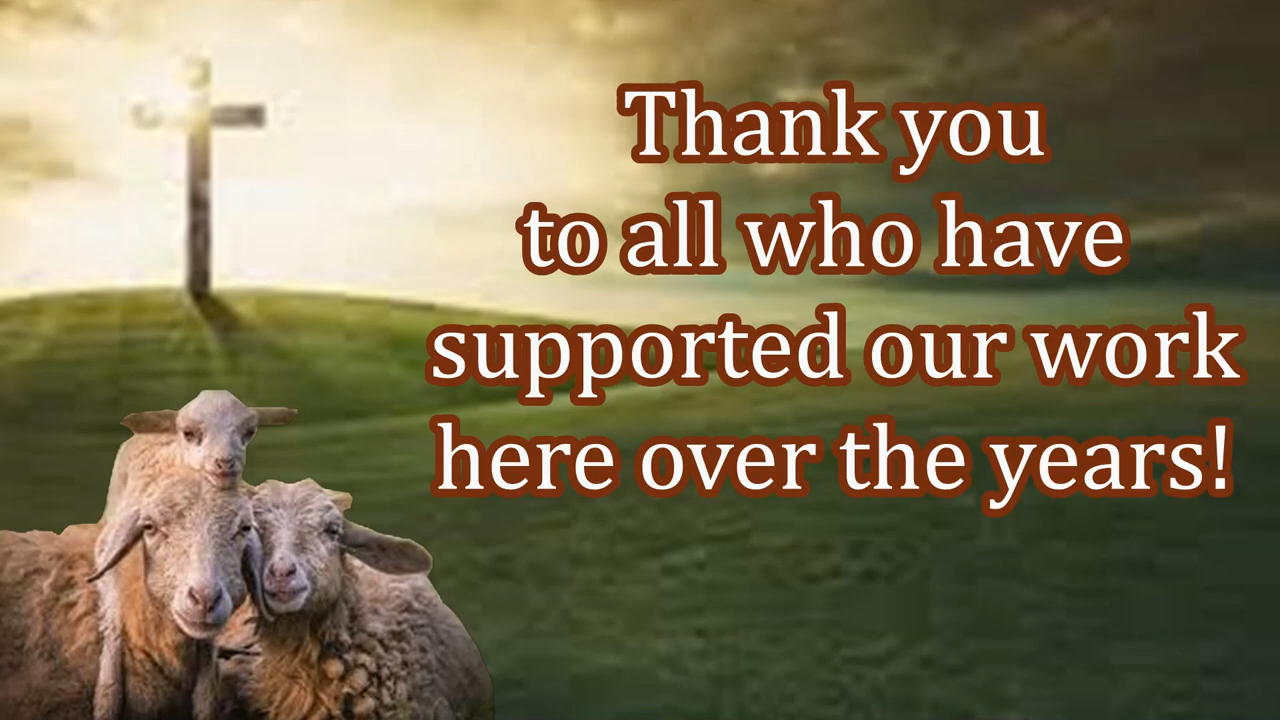 Thank you
to all who have
supported our work
here over the years!